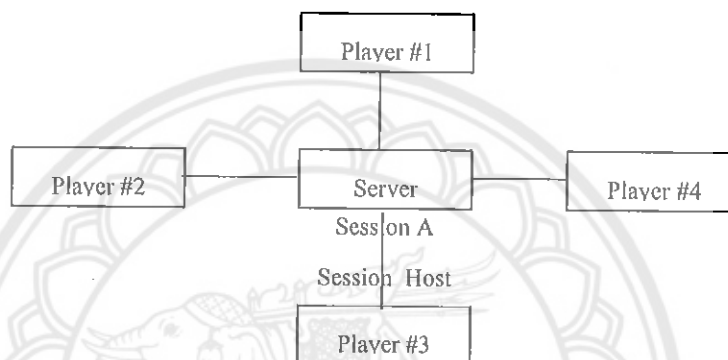 Player #1
Player #2
Server
Player #4
Session A
Session Host
Player #3